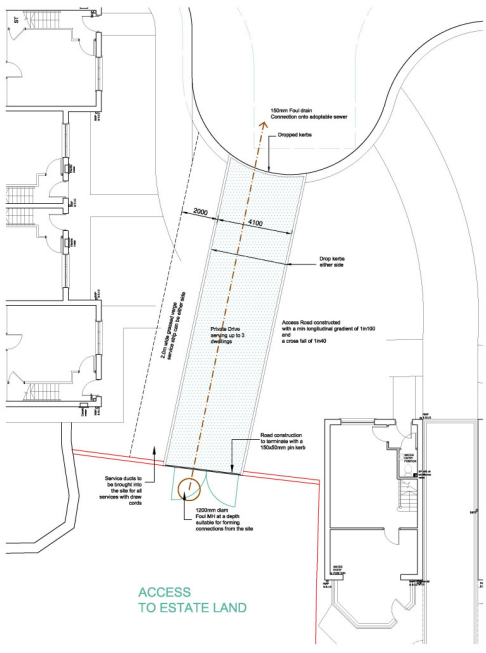 ST
150mm Foul drain
Connection onto adoptable sewer
Dropped kerbs
2000
4100
Drop kerbs
either side
2.0m wide grassed verge
service strip can be either side
Private Drive
serving up to 3
dwellings
Access Road constructed
with a min longitudinal gradient of 1in100
and
a cross fall of 1in40
Road construction
to terminate with a
150x50mm pin kerb
Service ducts to
be brought into
the site for all
services with draw
cords
1200mm diam
Foul MH at a depth
suitable for forming
connections from the site
ACCESS
TO ESTATE LAND